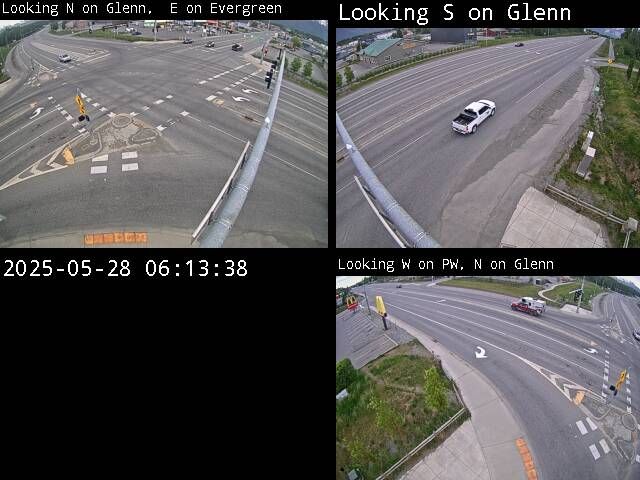 Looking N on Glenn,  E on Evergreen
Looking S on Glenn
2025-05-28 06:13:38
Looking W on PW, N on Glenn